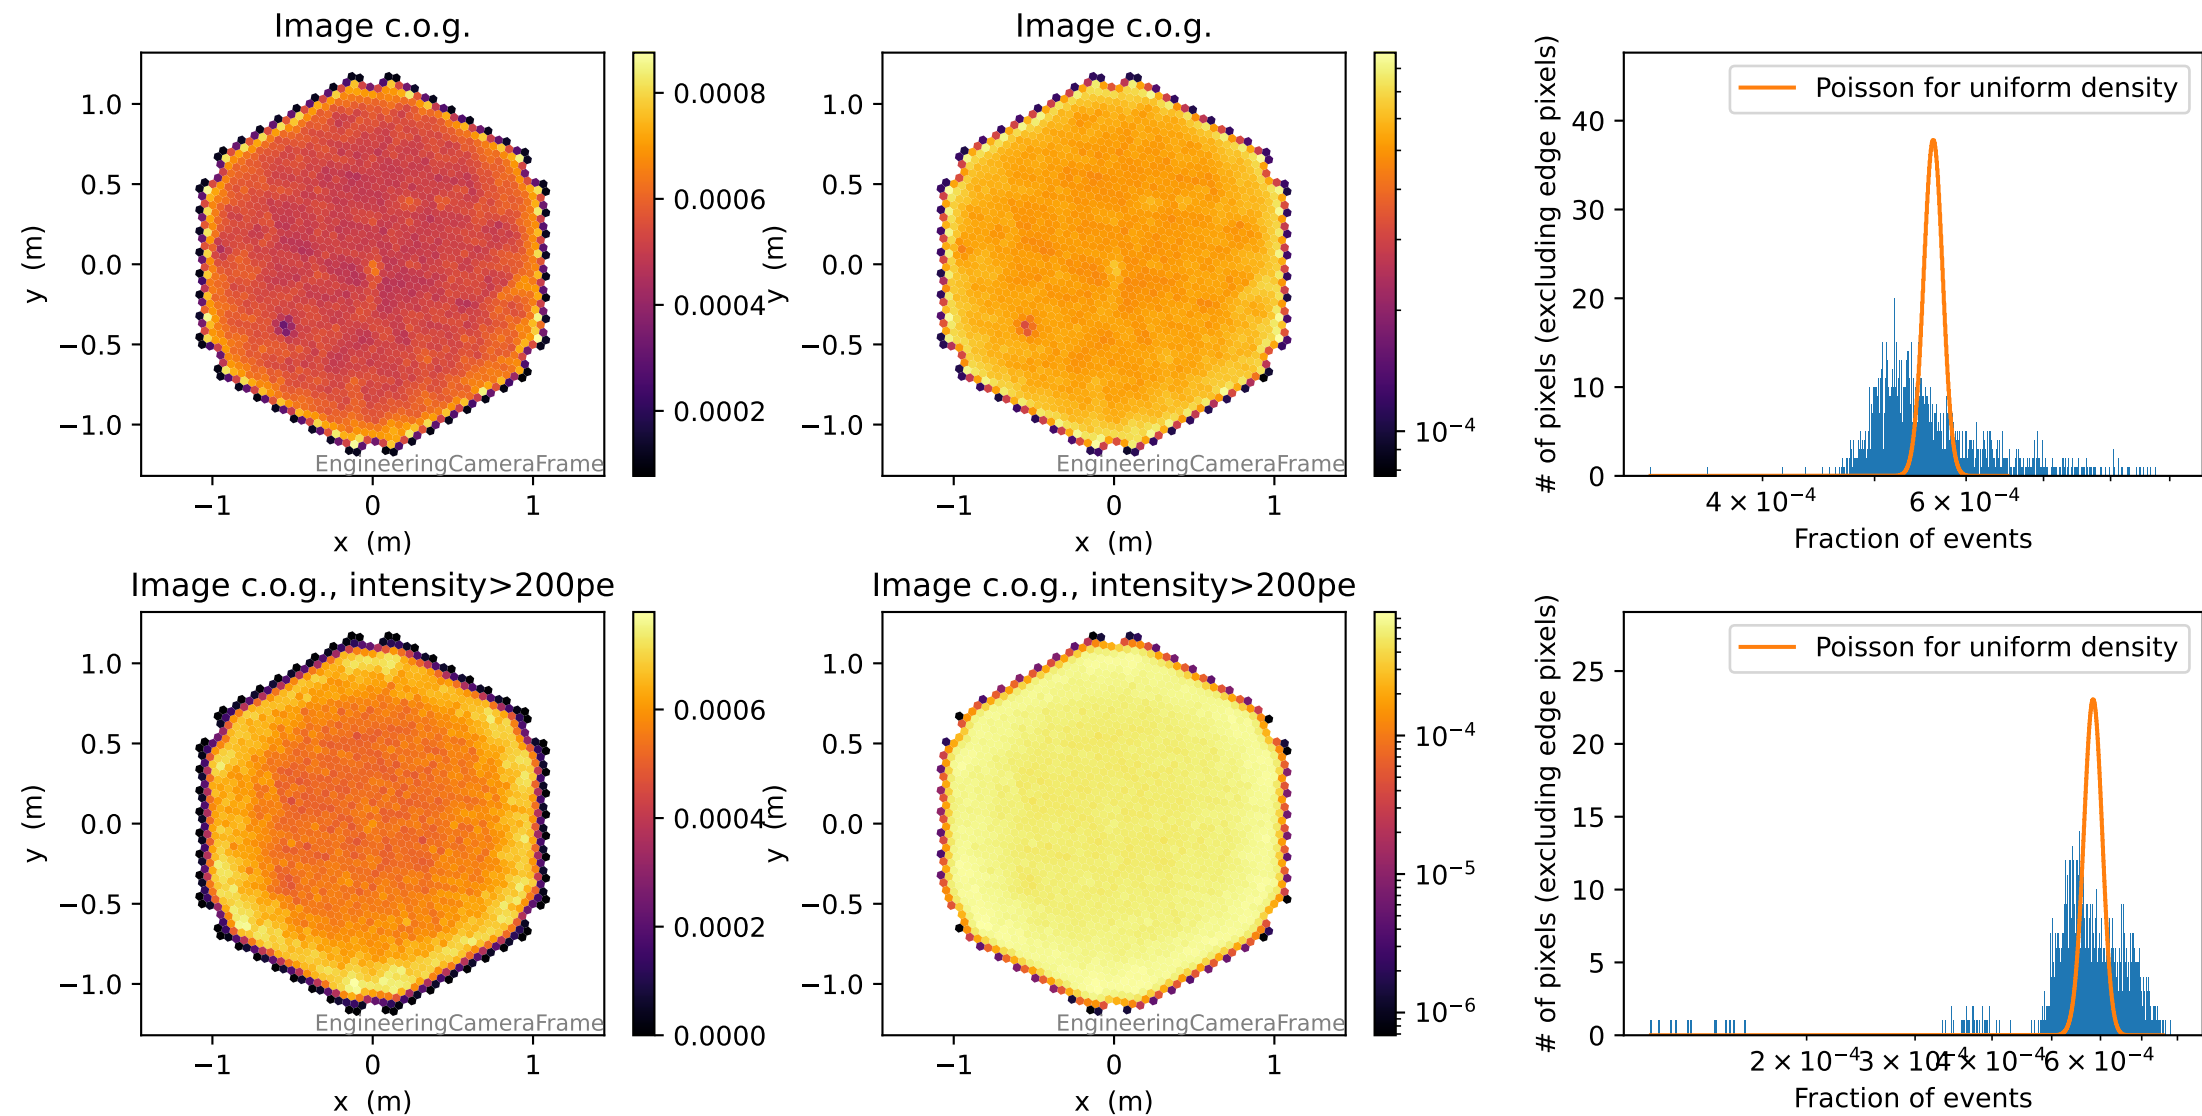 Image c.o.g.
Image c.o.g.
1.0
0.5
0.0
−0.5
−1.0
y (m)
−1
0
1
x (m)
EngineeringCameraFrame
0.0008
0.0006
0.0004
0.0002
1.0
0.5
0.0
−0.5
−1.0
y (m)
−1
0
1
x (m)
EngineeringCameraFrame
10⁻⁴
# of pixels (excluding edge pixels)
40
30
20
10
0
Poisson for uniform density
4 × 10⁻⁴
6 × 10⁻⁴
Fraction of events
Image c.o.g., intensity>200pe
Image c.o.g., intensity>200pe
1.0
0.5
0.0
−0.5
−1.0
y (m)
−1
0
1
x (m)
EngineeringCameraFrame
0.0006
0.0004
0.0002
0.0000
1.0
0.5
0.0
−0.5
−1.0
y (m)
−1
0
1
x (m)
EngineeringCameraFrame
10⁻⁴
10⁻⁵
10⁻⁶
# of pixels (excluding edge pixels)
25
20
15
10
5
0
Poisson for uniform density
2 × 10⁻⁴
3 × 10⁻⁴
4 × 10⁻⁴
6 × 10⁻⁴
Fraction of events